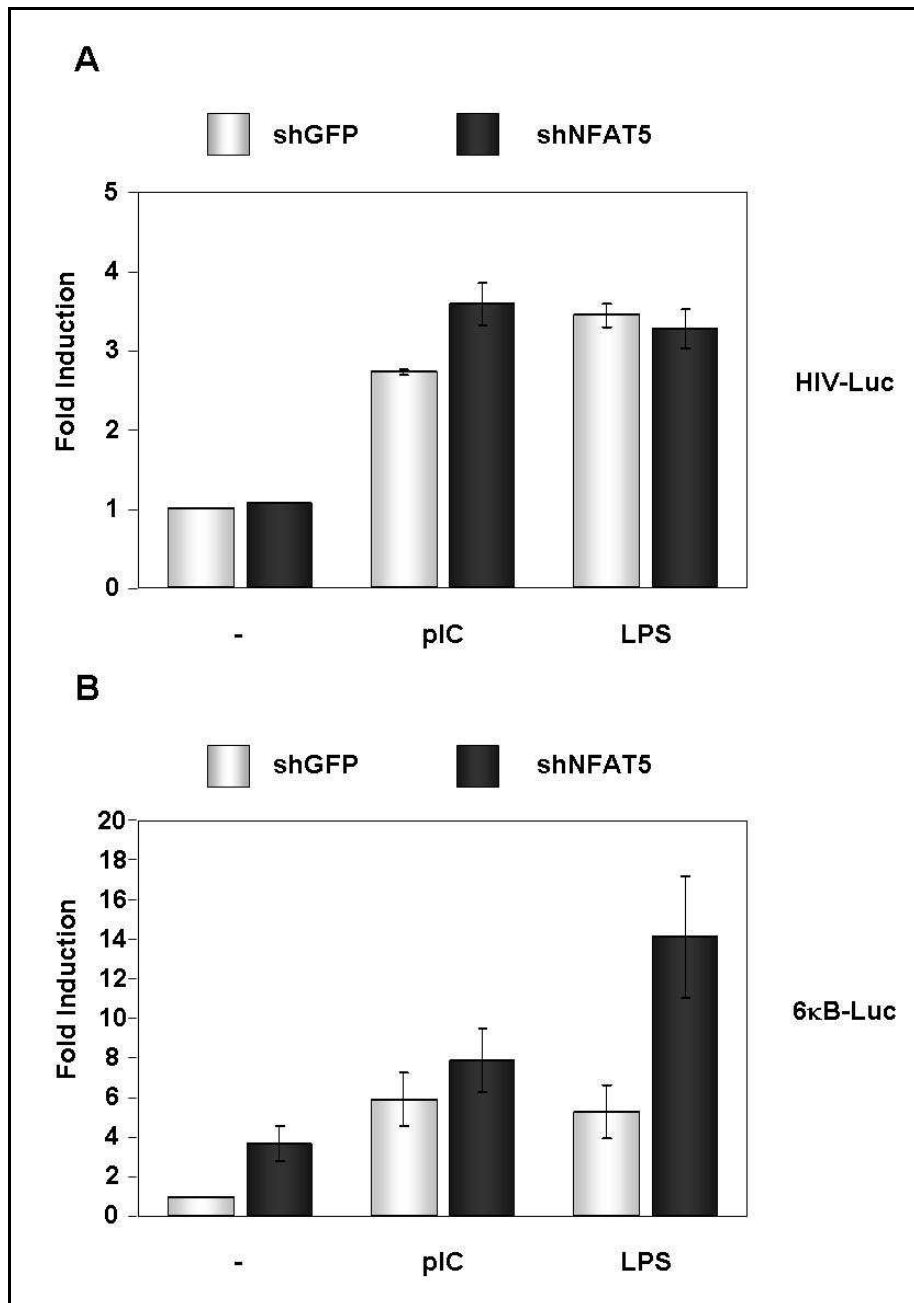 A
shGFP shNFAT5
5
4
3
2
1
0
Fold Induction
- pIC LPS
HIV-Luc
B
shGFP shNFAT5
20
18
16
14
12
10
8
6
4
2
0
Fold Induction
- pIC LPS
6κB-Luc